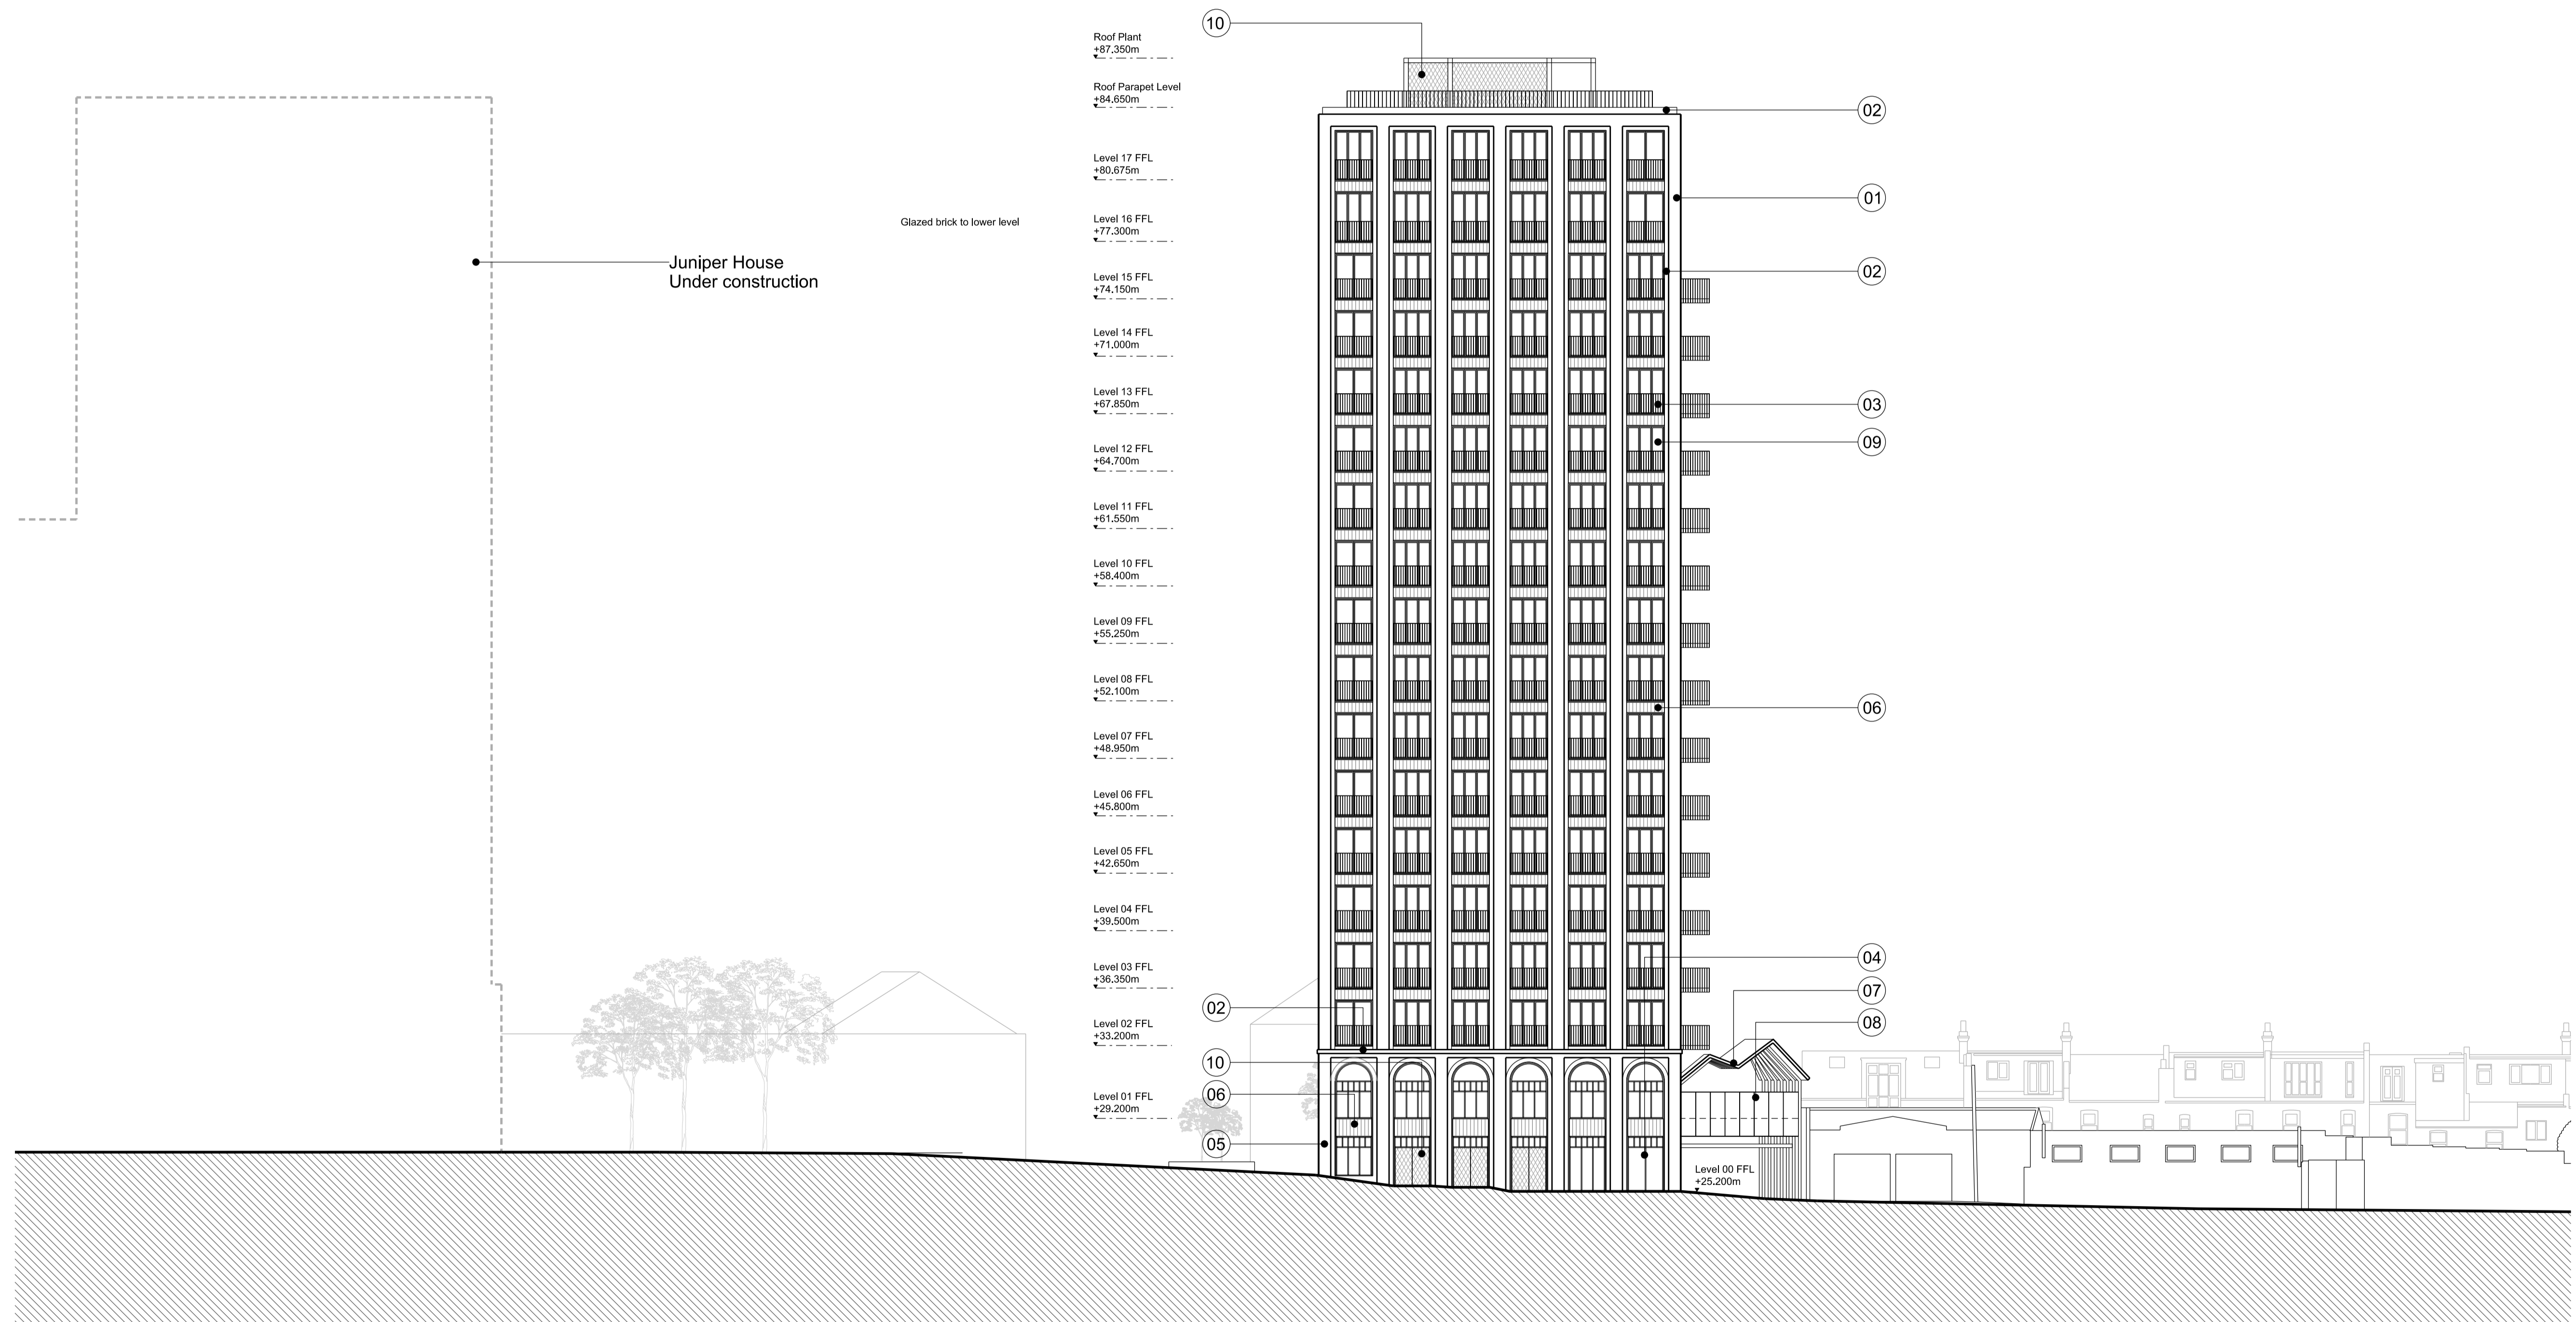 10
Roof Plant
+87.350m
Roof Parapet Level
+84.650m
02
Level 17 FFL
+80.675m
01
Level 16 FFL
+77.300m
Glazed brick to lower level
Juniper House
Under construction
02
Level 15 FFL
+74.150m
Level 14 FFL
+71.000m
Level 13 FFL
+67.850m
03
09
Level 12 FFL
+64.700m
Level 11 FFL
+61.550m
Level 10 FFL
+58.400m
Level 09 FFL
+55.250m
Level 08 FFL
+52.100m
06
Level 07 FFL
+48.950m
Level 06 FFL
+45.800m
Level 05 FFL
+42.650m
Level 04 FFL
+39.500m
04
Level 03 FFL
+36.350m
07
02
Level 02 FFL
+33.200m
08
10
06
Level 01 FFL
+29.200m
05
Level 00 FFL
+25.200m